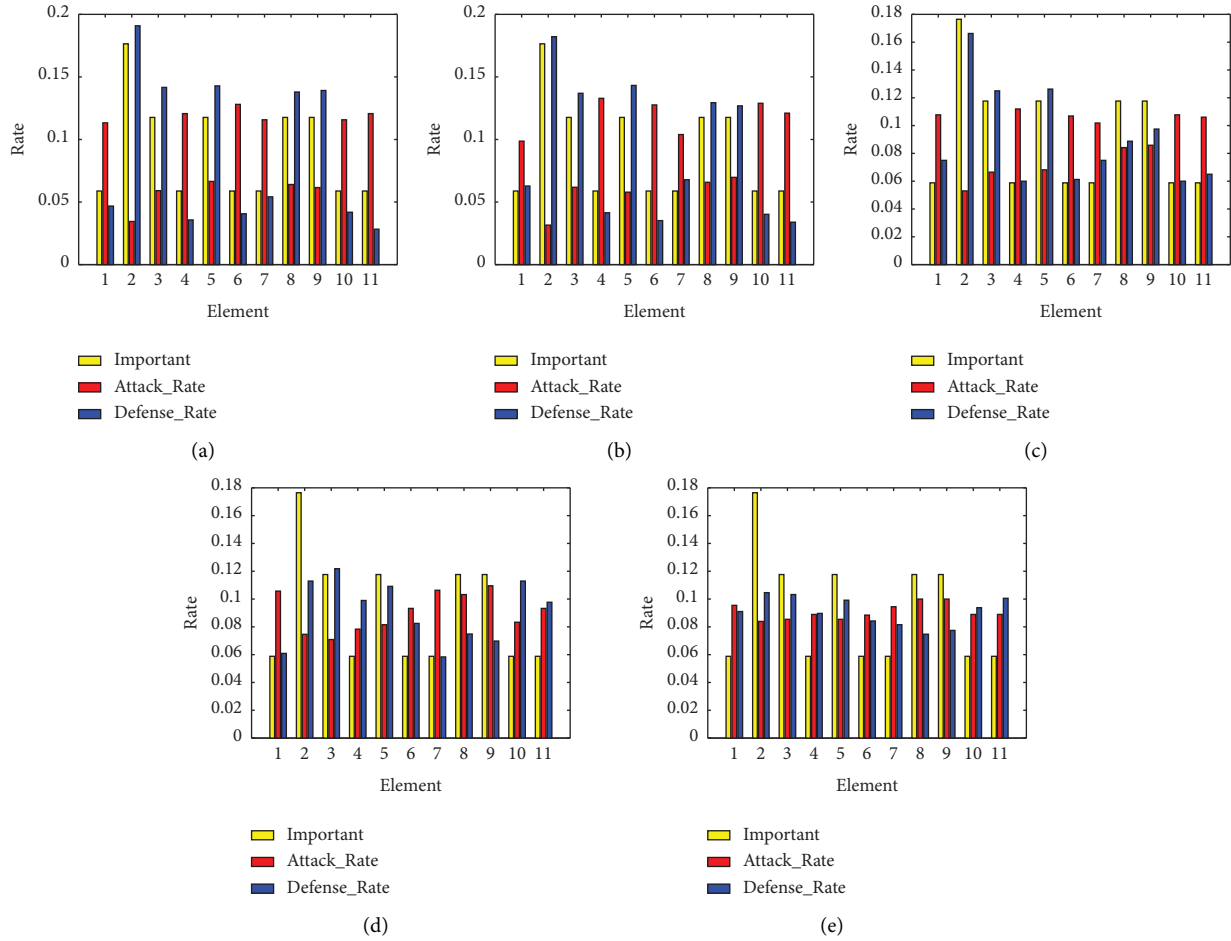 0.2
0.15
0.1
0.05
0
Rate
1 2 3 4 5 6 7 8 9 10 11
Element
Important
Attack_Rate
Defense_Rate
(a)
0.2
0.15
0.1
0.05
0
Rate
1 2 3 4 5 6 7 8 9 10 11
Element
Important
Attack_Rate
Defense_Rate
(b)
0.18
0.16
0.14
0.12
0.1
0.08
0.06
0.04
0.02
0
Rate
1 2 3 4 5 6 7 8 9 10 11
Element
Important
Attack_Rate
Defense_Rate
(c)
0.18
0.16
0.14
0.12
0.1
0.08
0.06
0.04
0.02
0
Rate
1 2 3 4 5 6 7 8 9 10 11
Element
Important
Attack_Rate
Defense_Rate
(d)
0.18
0.16
0.14
0.12
0.1
0.08
0.06
0.04
0.02
0
Rate
1 2 3 4 5 6 7 8 9 10 11
Element
Important
Attack_Rate
Defense_Rate
(e)